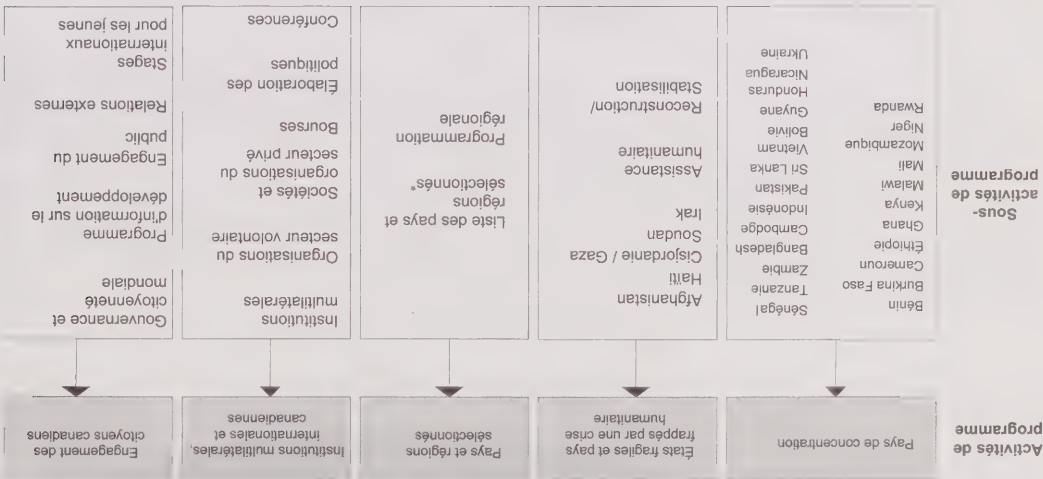 Activités de
programme
Pays de concentration
États fragiles et pays
frappés par une crise
humanitaire
Pays et régions
sélectionnés
Institutions multilatérales,
internationales et
canadiennes
Engagement des
citoyens canadiens
Sous-
activités de
programme
Bénin
Burkina Faso
Cameroun
Éthiopie
Ghana
Kenya
Malawi
Mali
Mozambique
Niger
Rwanda
Sénégal
Tanzanie
Zambie
Bangladesh
Cambodge
Indonésie
Pakistan
Sri Lanka
Vietnam
Bolivie
Guyane
Honduras
Nicaragua
Ukraine
Afghanistan
Haïti
Cisjordanie / Gaza
Soudan
Irak
Assistance
humanitaire
Reconstruction/
Stabilisation
Liste des pays et
régions
sélectionnés*
Programmation
régionale
Institutions
multilatérales
Organisations du
secteur volontaire
Sociétés et
organisations du
secteur privé
Bourses
Élaboration des
politiques
Conférences
Gouvernance et
citoyenneté
mondiale
Programme
d'information sur le
développement
Engagement du
public
Relations externes
Stages
internationaux
pour les jeunes